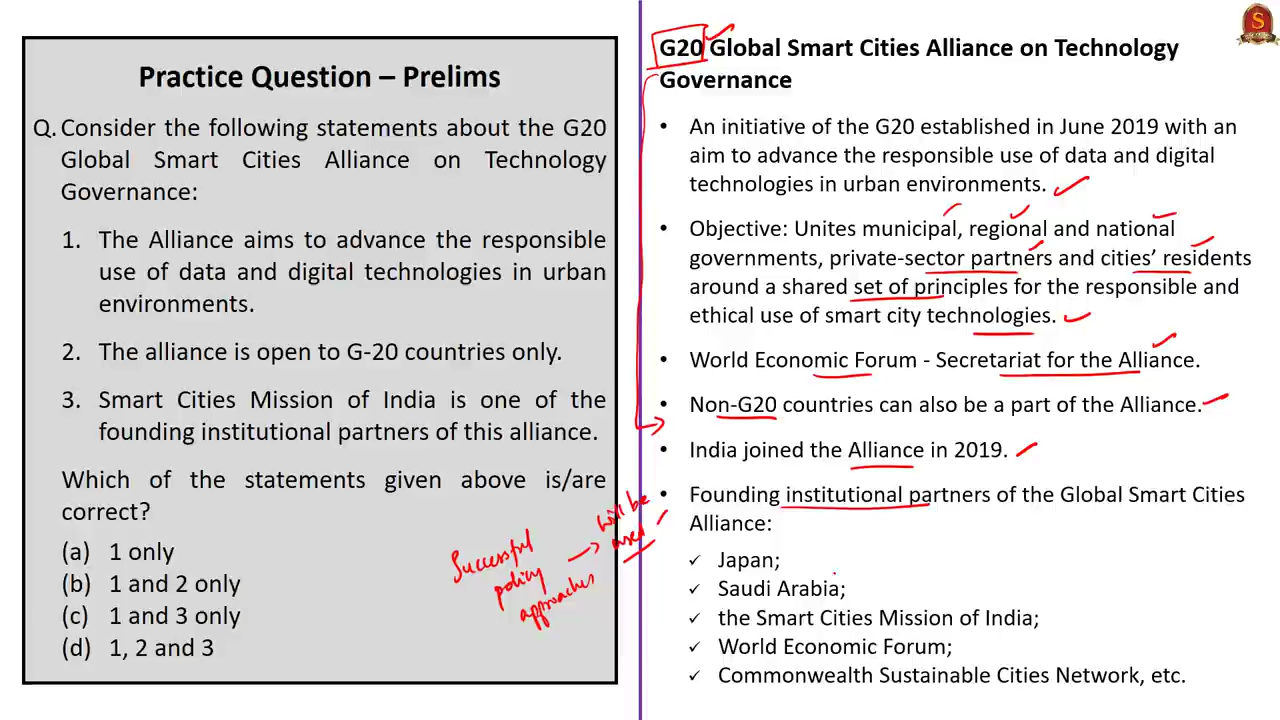 Practice Question – Prelims
Q. Consider the following statements about the G20
Global Smart Cities Alliance on Technology
Governance:
1. The Alliance aims to advance the responsible
use of data and digital technologies in urban
environments.
2. The alliance is open to G-20 countries only.
3. Smart Cities Mission of India is one of the
founding institutional partners of this alliance.
Which of the statements given above is/are
correct?
(a) 1 only
(b) 1 and 2 only
(c) 1 and 3 only
(d) 1, 2 and 3
Successful
policy
approaches
will be
used
G20 Global Smart Cities Alliance on Technology
Governance
• An initiative of the G20 established in June 2019 with an
aim to advance the responsible use of data and digital
technologies in urban environments.
• Objective: Unites municipal, regional and national
governments, private-sector partners and cities' residents
around a shared set of principles for the responsible and
ethical use of smart city technologies.
• World Economic Forum - Secretariat for the Alliance.
• Non-G20 countries can also be a part of the Alliance.
• India joined the Alliance in 2019.
• Founding institutional partners of the Global Smart Cities
Alliance:
✓ Japan;
✓ Saudi Arabia;
✓ the Smart Cities Mission of India;
✓ World Economic Forum;
✓ Commonwealth Sustainable Cities Network, etc.
S